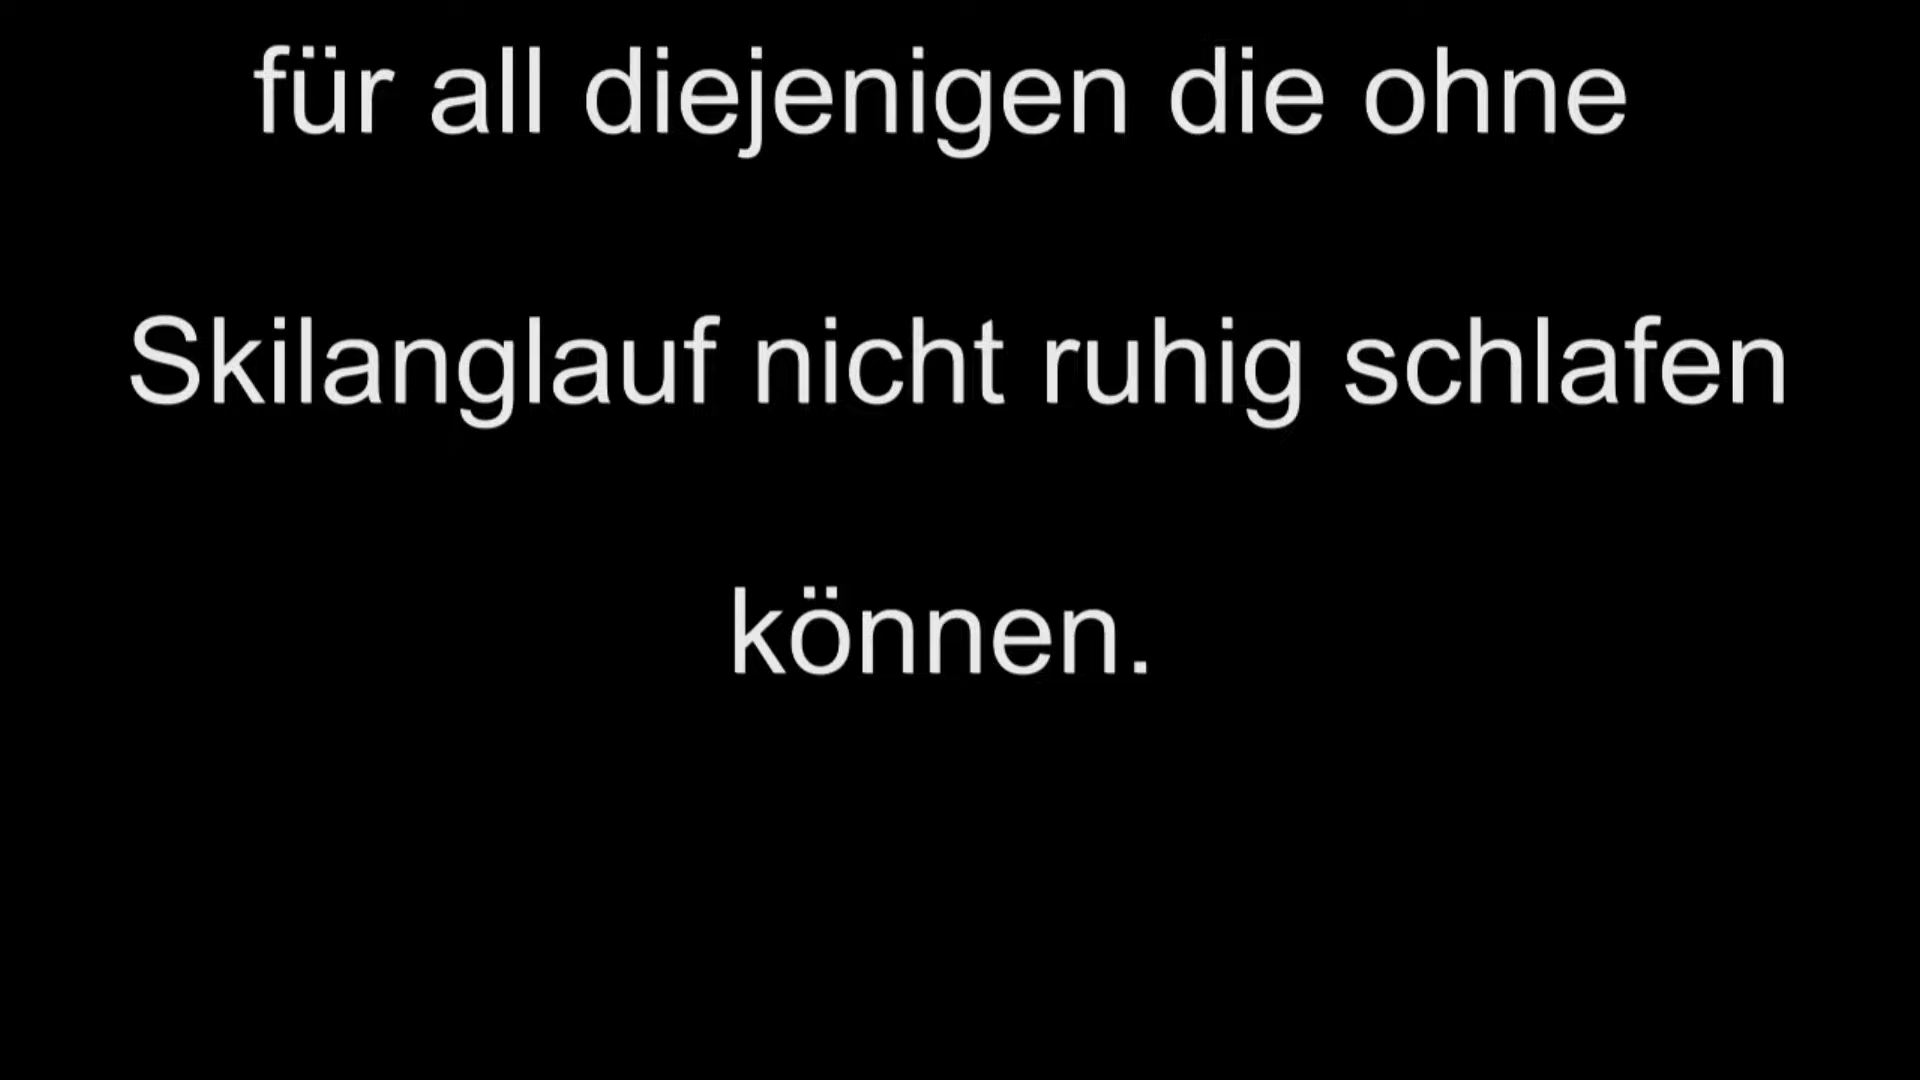 für all diejenigen die ohne
Skilanglauf nicht ruhig schlafen
können.